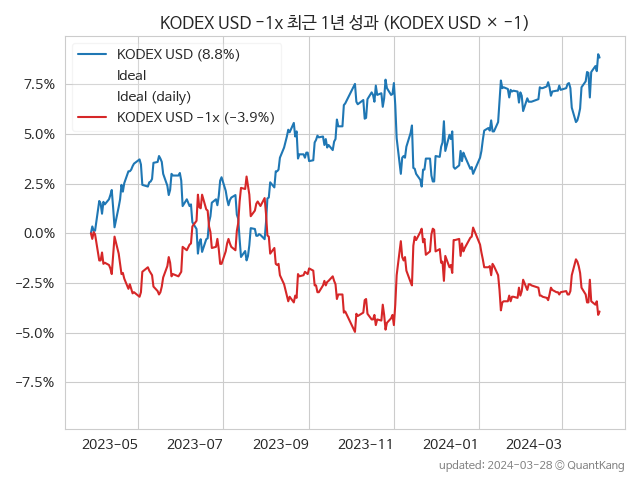 KODEX USD −1x 최근 1년 성과 (KODEX USD × −1)
KODEX USD (8.8%)
Ideal
Ideal (daily)
KODEX USD −1x (−3.9%)
7.5%
5.0%
2.5%
0.0%
−2.5%
−5.0%
−7.5%
2023−05 2023−07 2023−09 2023−11 2024−01 2024−03
updated: 2024−03−28 © QuantKang